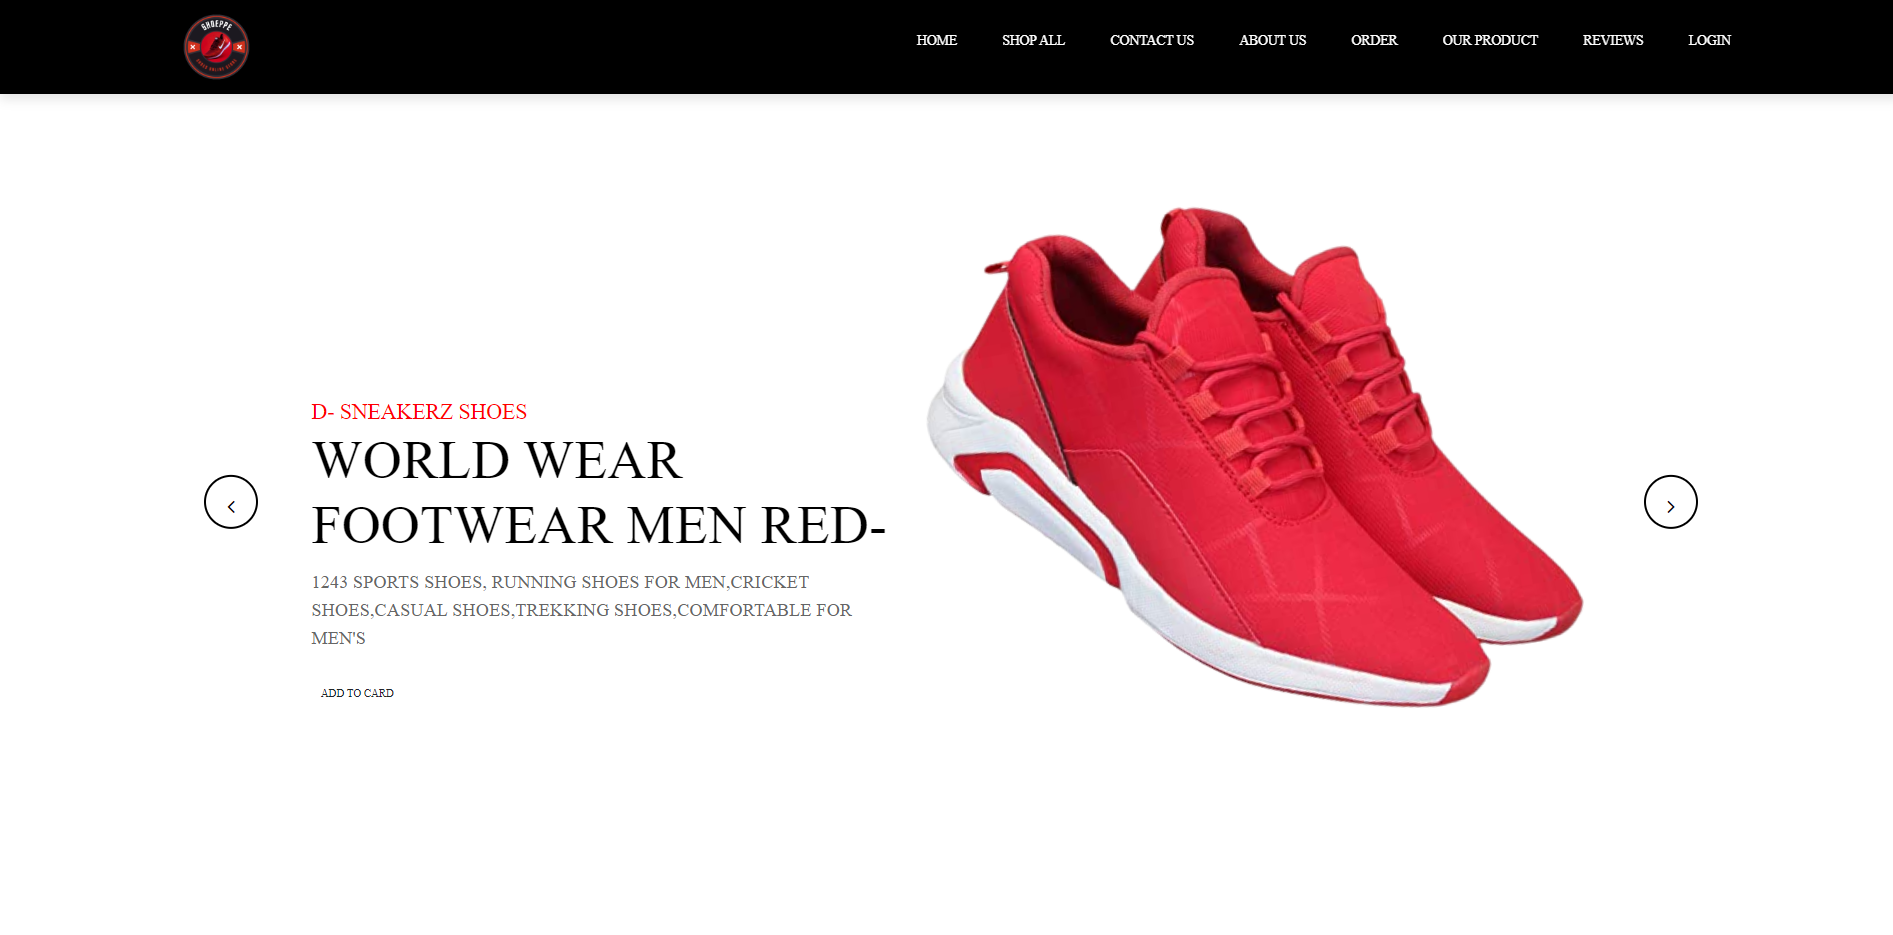 SHOEPPE
HOME SHOP ALL CONTACT US ABOUT US ORDER OUR PRODUCT REVIEWS LOGIN
D- SNEAKERZ SHOES
WORLD WEAR
FOOTWEAR MEN RED-
1243 SPORTS SHOES, RUNNING SHOES FOR MEN,CRICKET
SHOES,CASUAL SHOES,TREKKING SHOES,COMFORTABLE FOR
MEN'S
ADD TO CARD